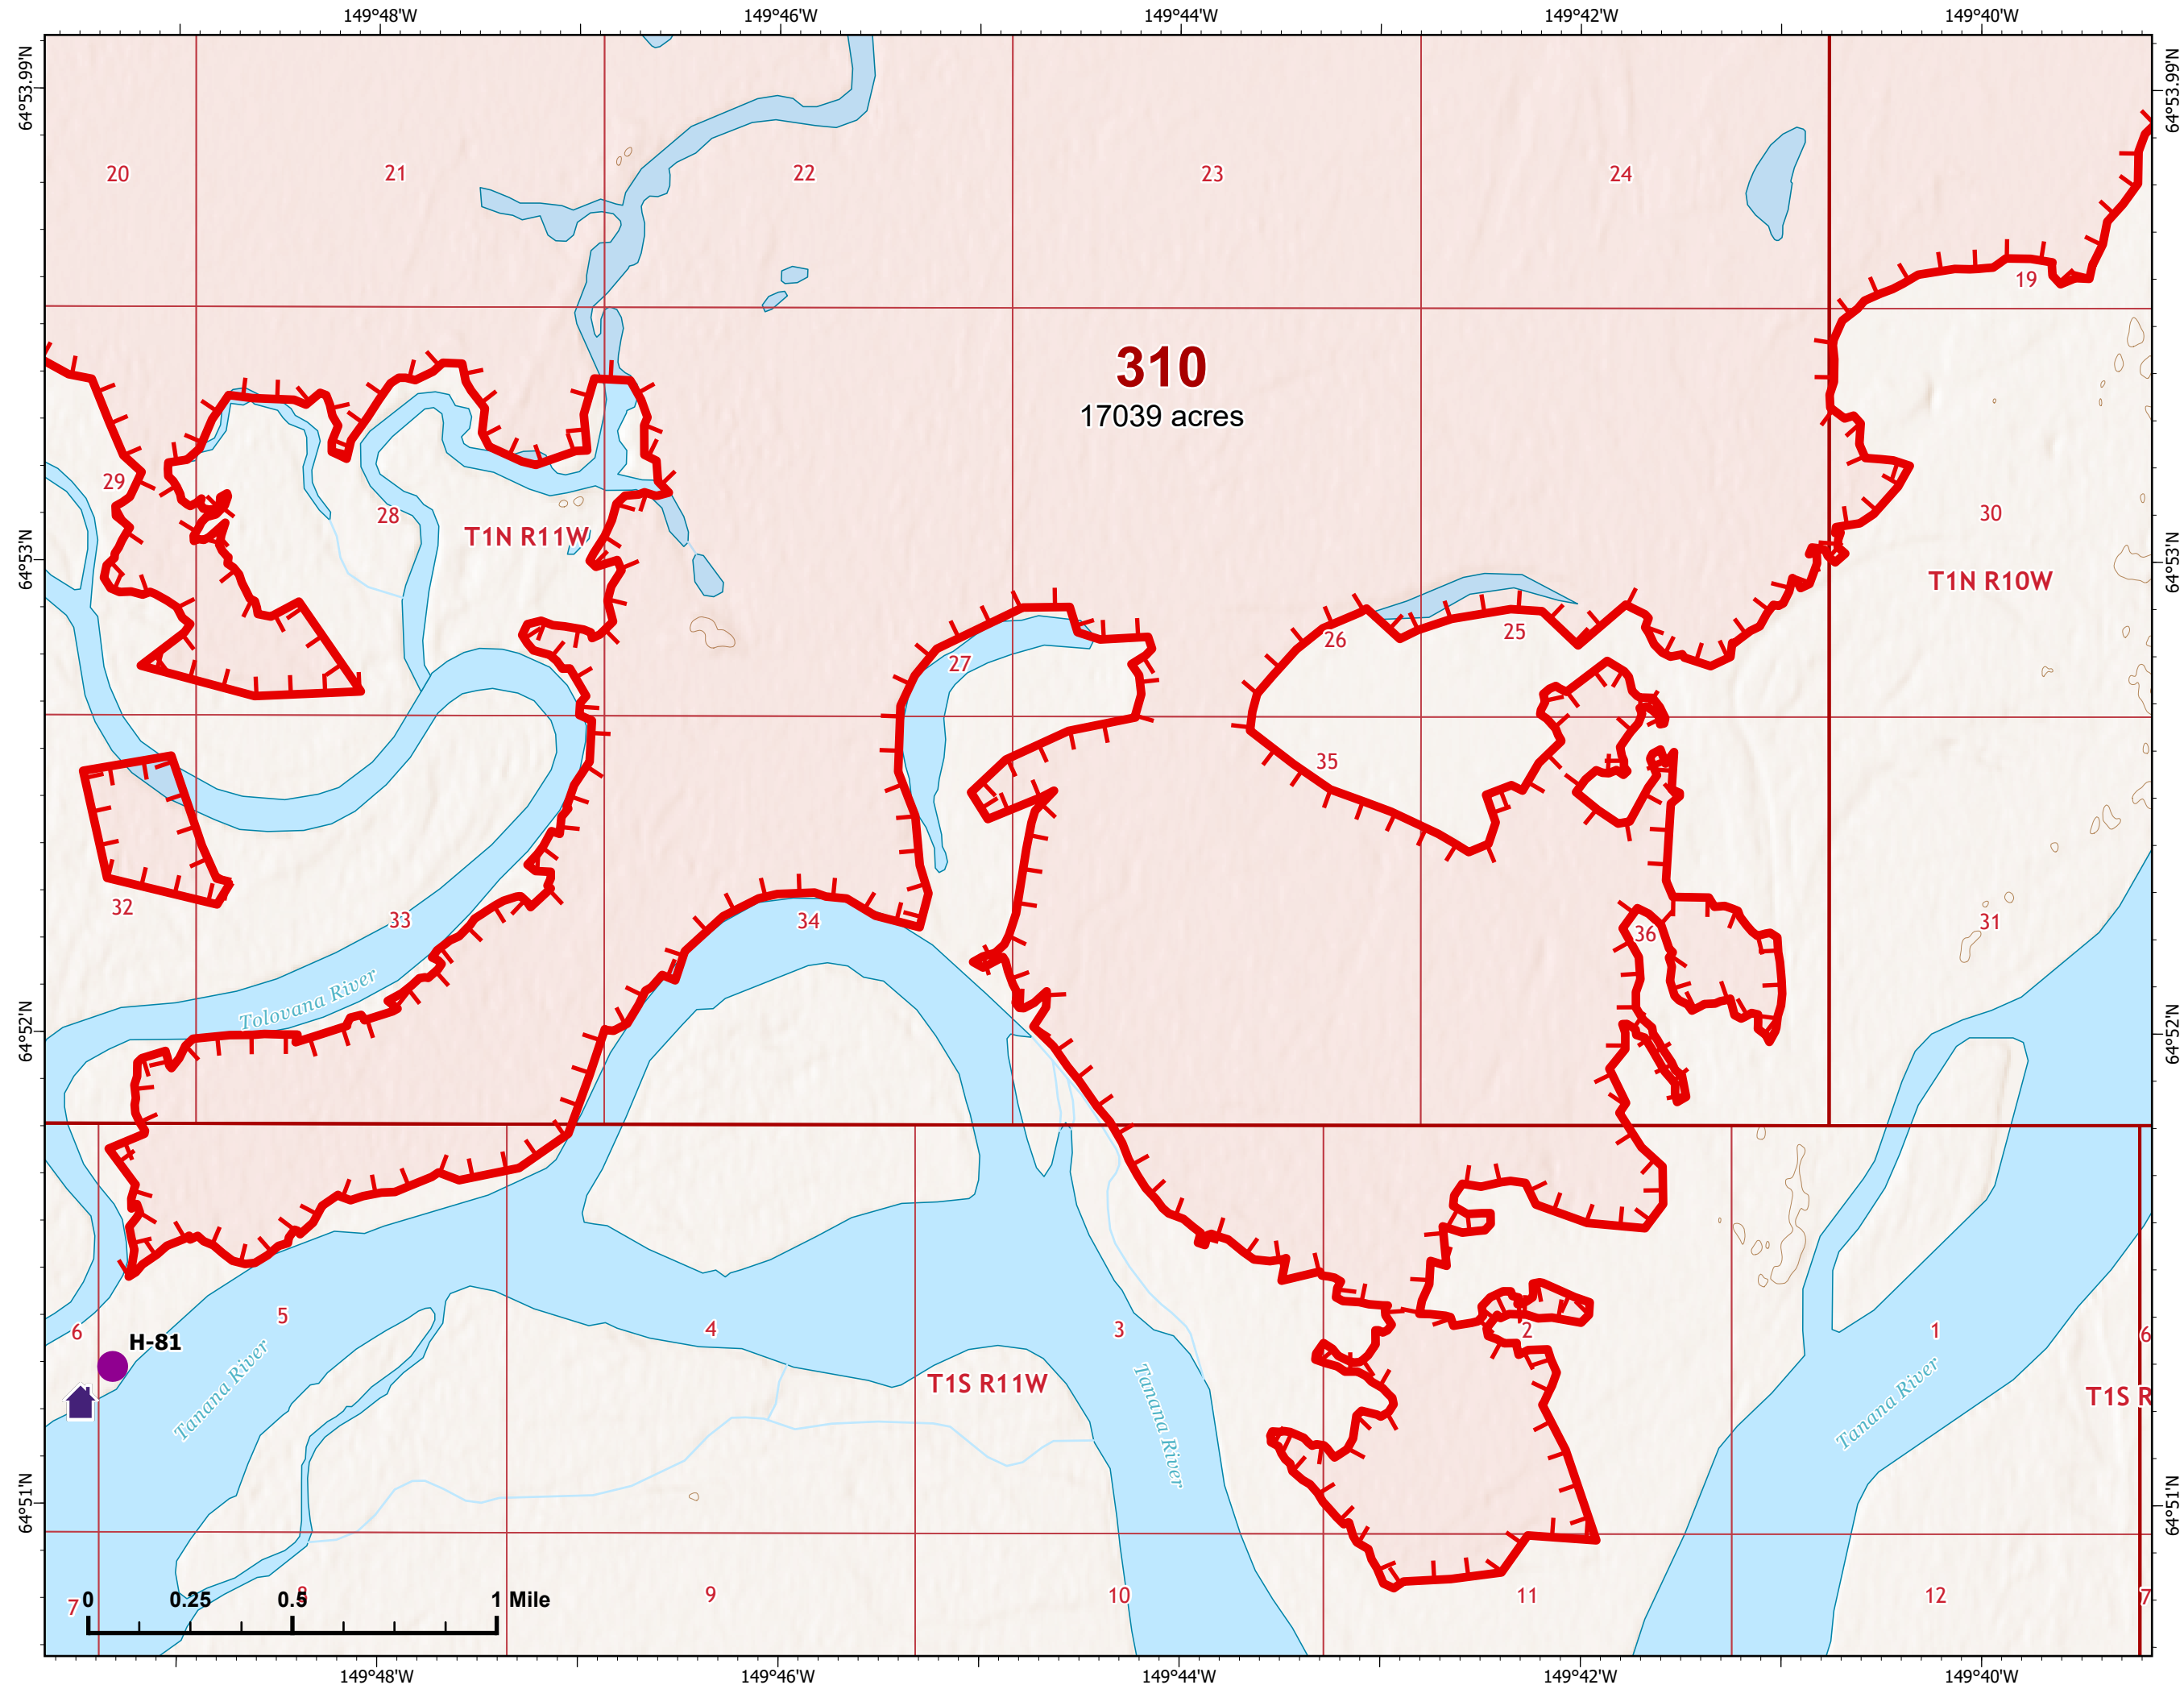 149°48'W 149°46'W 149°44'W 149°42'W 149°40'W
64°53.99'N 64°53.99'N
20 21 22 23 24
19
310
17039 acres
29 28 30
T1N R11W
64°53'N 64°53'N
T1N R10W
26 25
27
35
32 33 34 36 31
Tolovana River
64°52'N 64°52'N
5
6 4 3 2 1 6
H-81
T1S R11W T1S R
Tanana River Tanana River Tanana River
64°51'N 64°51'N
7 8 9 10 11 12 7
0 0.25 0.5 1 Mile
149°48'W 149°46'W 149°44'W 149°42'W 149°40'W